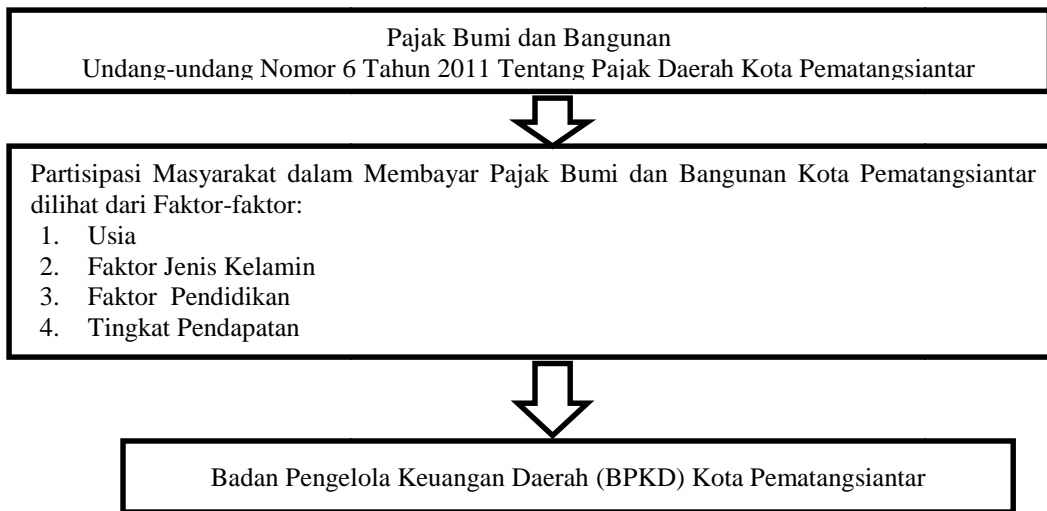 Pajak Bumi dan Bangunan
Undang-undang Nomor 6 Tahun 2011 Tentang Pajak Daerah Kota Pematangsiantar
Partisipasi Masyarakat dalam Membayar Pajak Bumi dan Bangunan Kota Pematangsiantar
dilihat dari Faktor-faktor:
1. Usia
2. Faktor Jenis Kelamin
3. Faktor Pendidikan
4. Tingkat Pendapatan
Badan Pengelola Keuangan Daerah (BPKD) Kota Pematangsiantar